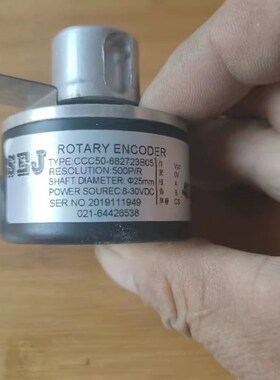 SEJ
ROTARY ENCODER
TYPE:CCC50-682723B05
RESOLUTION:500P/R
SHAFT DIAMETER: Φ25mm
POWER SOUREC:8-30VDC
SER NO.2019111949
021-64426538